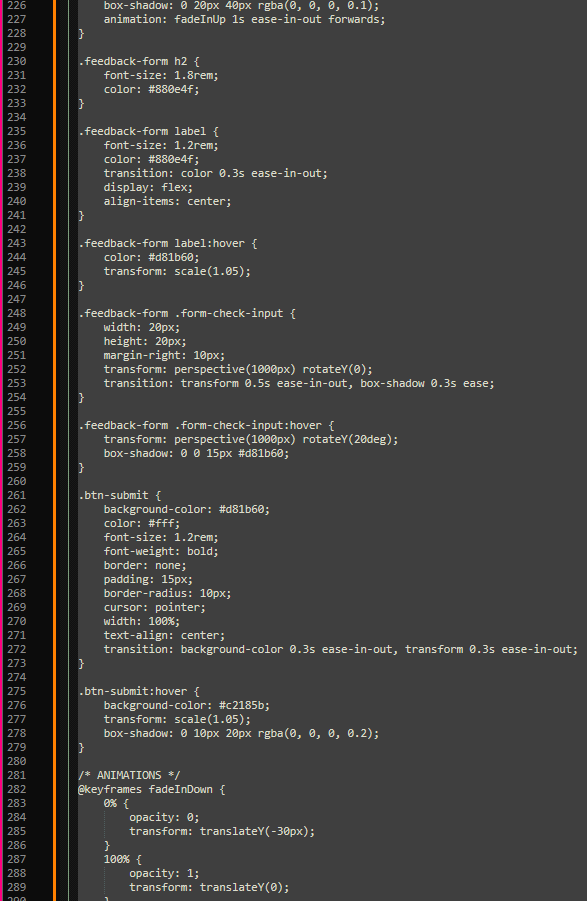 226 box-shadow: 0 20px 40px rgba(0, 0, 0, 0.1);
227 animation: fadeInUp 1s ease-in-out forwards;
228 }
229
230 .feedback-form h2 {
231 font-size: 1.8rem;
232 color: #880e4f;
233 }
234
235 .feedback-form label {
236 font-size: 1.2rem;
237 color: #880e4f;
238 transition: color 0.3s ease-in-out;
239 display: flex;
240 align-items: center;
241 }
242
243 .feedback-form label:hover {
244 color: #d81b60;
245 transform: scale(1.05);
246 }
247
248 .feedback-form .form-check-input {
249 width: 20px;
250 height: 20px;
251 margin-right: 10px;
252 transform: perspective(1000px) rotateY(0);
253 transition: transform 0.5s ease-in-out, box-shadow 0.3s ease;
254 }
255
256 .feedback-form .form-check-input:hover {
257 transform: perspective(1000px) rotateY(20deg);
258 box-shadow: 0 0 15px #d81b60;
259 }
260
261 .btn-submit {
262 background-color: #d81b60;
263 color: #fff;
264 font-size: 1.2rem;
265 font-weight: bold;
266 border: none;
267 padding: 15px;
268 border-radius: 10px;
269 cursor: pointer;
270 width: 100%;
271 text-align: center;
272 transition: background-color 0.3s ease-in-out, transform 0.3s ease-in-out;
273 }
274
275 .btn-submit:hover {
276 background-color: #c2185b;
277 transform: scale(1.05);
278 box-shadow: 0 10px 20px rgba(0, 0, 0, 0.2);
279 }
280
281 /* ANIMATIONS */
282 @keyframes fadeInDown {
283 0% {
284 opacity: 0;
285 transform: translateY(-30px);
286 }
287 100% {
288 opacity: 1;
289 transform: translateY(0);
290 }